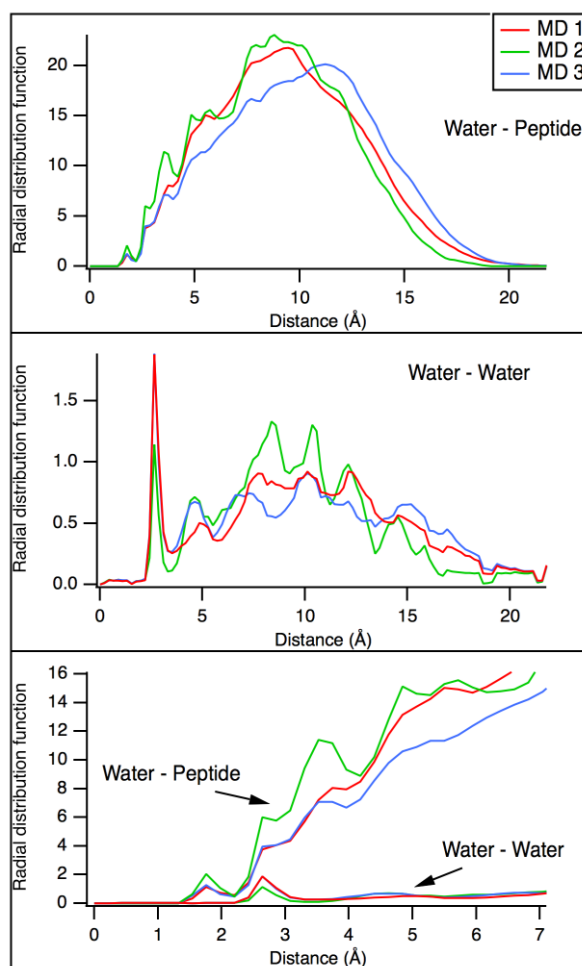 MD 1
MD 2
MD 3
Water - Peptide
Radial distribution function
20
15
10
5
0
0 5 10 15 20
Distance (Å)
Water - Water
Radial distribution function
1.5
1.0
0.5
0.0
0 5 10 15 20
Distance (Å)
Radial distribution function
16
14
12
10
8
6
4
2
0
Water - Peptide
Water - Water
0 1 2 3 4 5 6 7
Distance (Å)